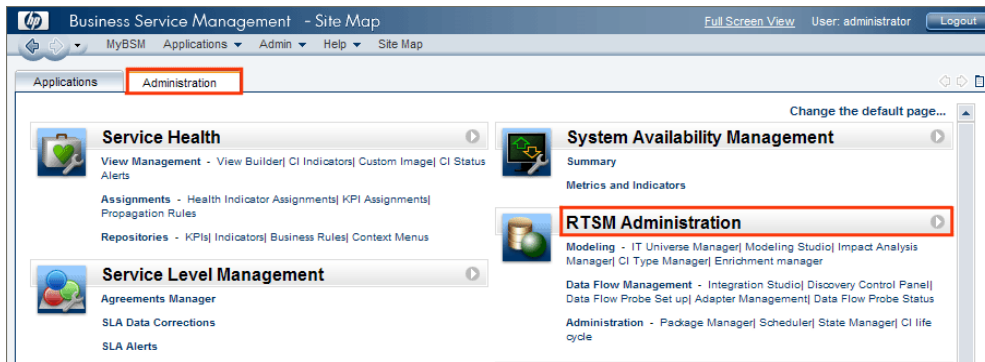 hp Business Service Management - Site Map
Full Screen View User: administrator Logout
MyBSM Applications Admin Help Site Map
Applications Administration
Change the default page...
Service Health
View Management - View Builder| CI Indicators| Custom Image| CI Status
Alerts
Assignments - Health Indicator Assignments| KPI Assignments|
Propagation Rules
Repositories - KPIs| Indicators| Business Rules| Context Menus
Service Level Management
Agreements Manager
SLA Data Corrections
SLA Alerts
System Availability Management
Summary
Metrics and Indicators
RTSM Administration
Modeling - IT Universe Manager| Modeling Studio| Impact Analysis
Manager| CI Type Manager| Enrichment manager
Data Flow Management - Integration Studio| Discovery Control Panel|
Data Flow Probe Set up| Adapter Management| Data Flow Probe Status
Administration - Package Manager| Scheduler| State Manager| CI life
cycle